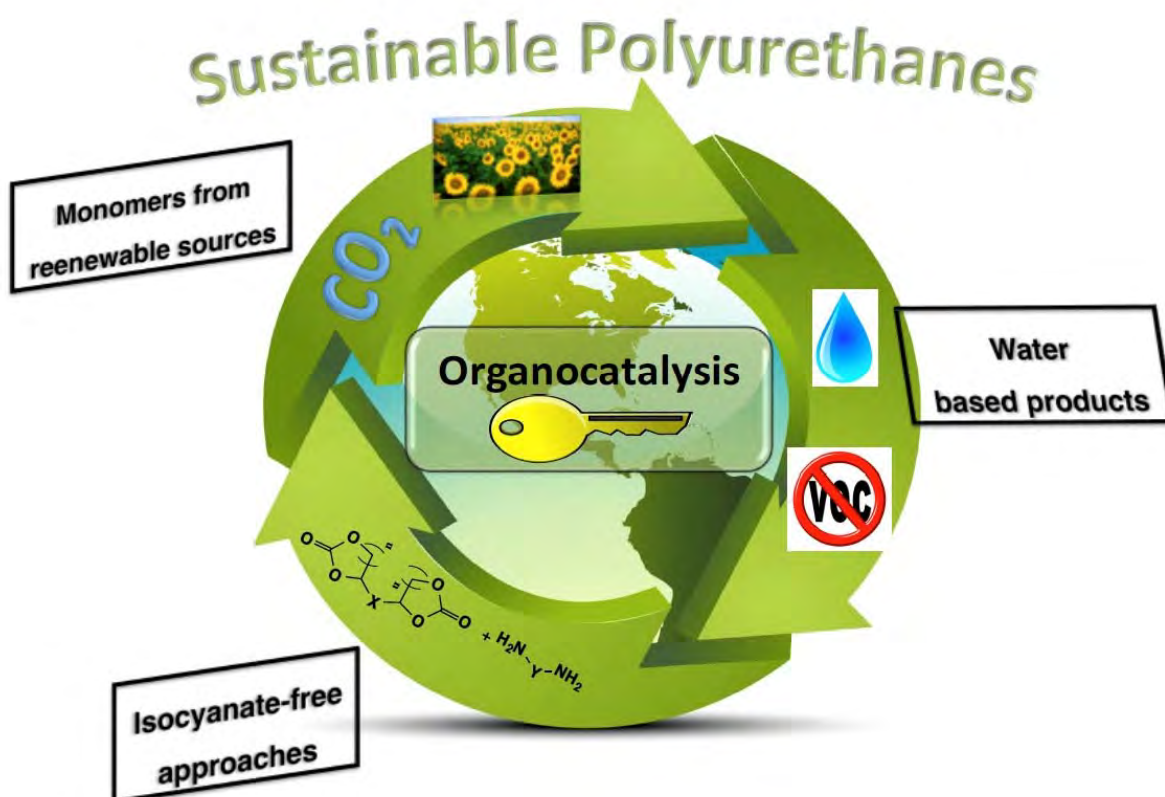 Sustainable Polyurethanes
Monomers from
reenewable sources
CO₂
Water
based products
Organocatalysis
VOC
O
O
O
n
n
X
O
O
O
+ H₂N
Y
NH₂
Isocyanate-free
approaches